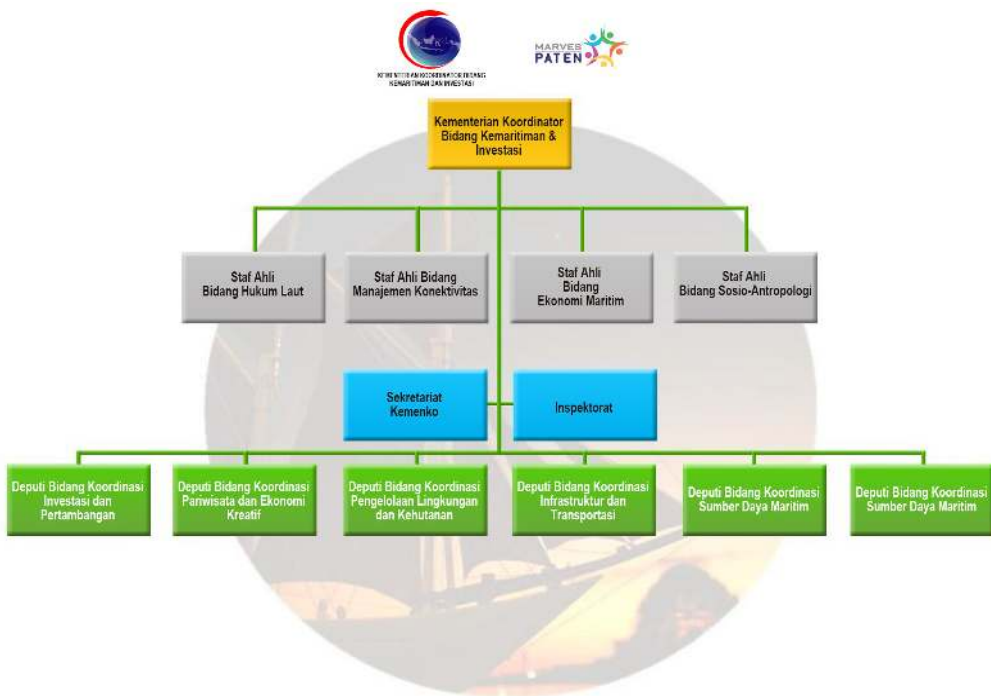 KEMENTERIAN KOORDINATOR BIDANG
KEMARITIMAN DAN INVESTASI
MARVES
PATEN
Kementerian Koordinator
Bidang Kemaritiman &
Investasi
Staf Ahli
Bidang Hukum Laut
Staf Ahli Bidang
Manajemen Konektivitas
Staf Ahli
Bidang
Ekonomi Maritim
Staf Ahli
Bidang Sosio-Antropologi
Sekretariat
Kemenko
Inspektorat
Deputi Bidang Koordinasi
Investasi dan
Pertambangan
Deputi Bidang Koordinasi
Pariwisata dan Ekonomi
Kreatif
Deputi Bidang Koordinasi
Pengelolaan Lingkungan
dan Kehutanan
Deputi Bidang Koordinasi
Infrastruktur dan
Transportasi
Deputi Bidang Koordinasi
Sumber Daya Maritim
Deputi Bidang Koordinasi
Sumber Daya Maritim